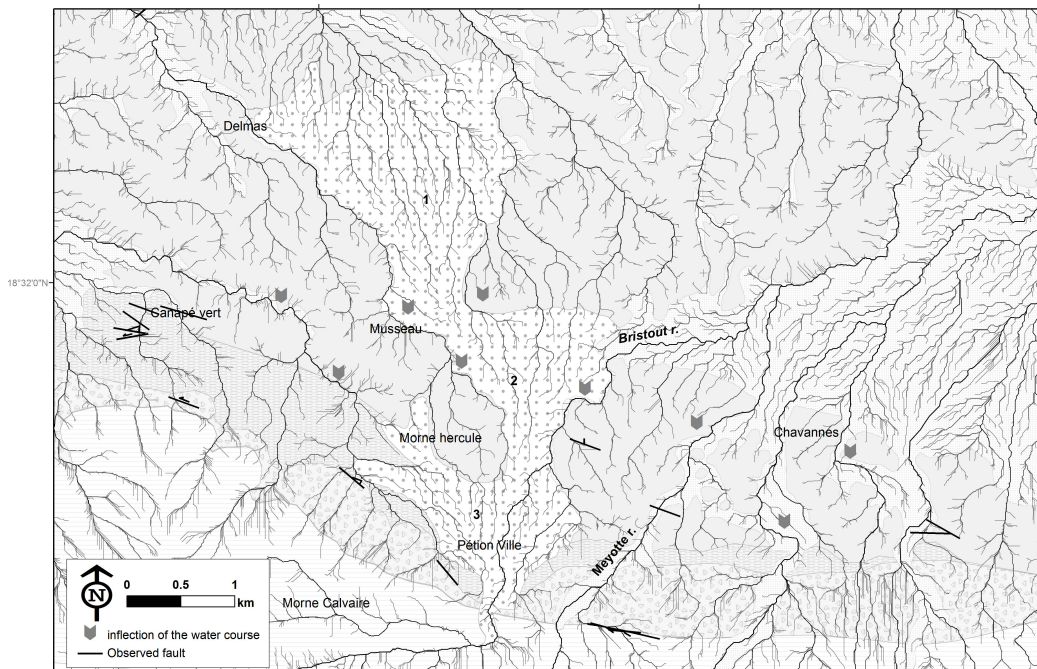 Delmas
1
18°32'0"N
Canapé vert
Musseau
Bristout r.
2
Morne hercule
Chavannes
3
Pétion Ville
Meyotte r.
Morne Calvaire
N
0 0.5 1
km
inflection of the water course
Observed fault